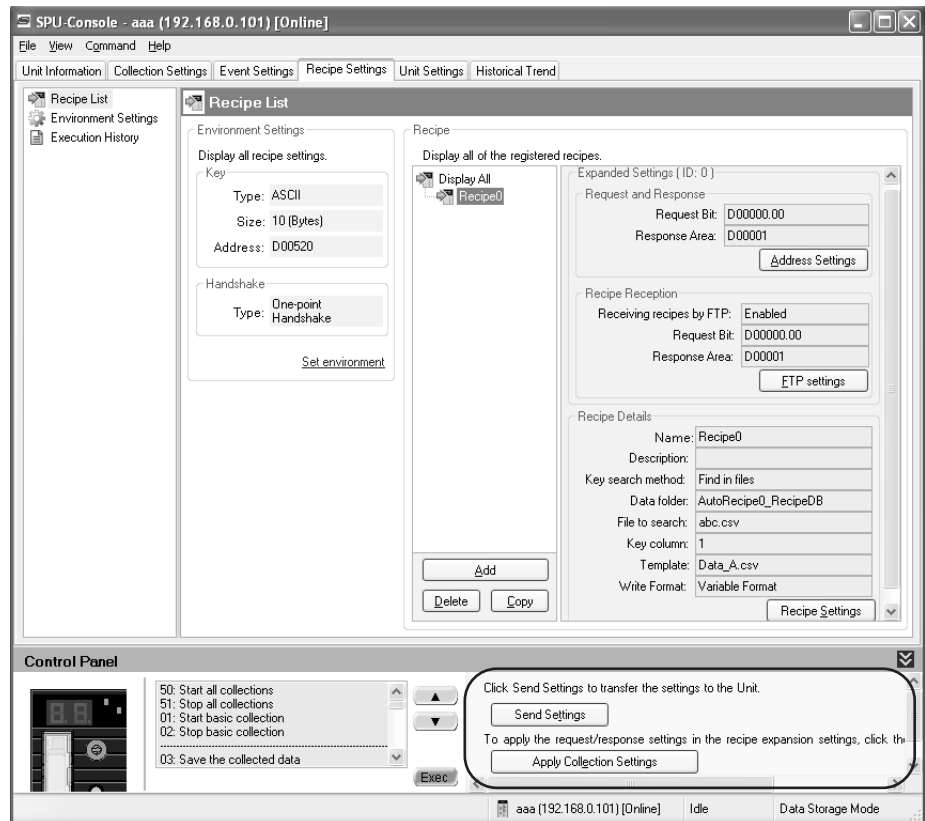 SPU-Console - aaa (192.168.0.101) [Online]
File View Command Help
Unit Information Collection Settings Event Settings Recipe Settings Unit Settings Historical Trend
Recipe List
Environment Settings
Execution History
Recipe List
Environment Settings
Display all recipe settings.
Key
Type: ASCII
Size: 10 (Bytes)
Address: D00520
Handshake
Type: One-point
Handshake
Set environment
Recipe
Display all of the registered recipes.
Display All
Recipe0
Add
Delete Copy
Expanded Settings ( ID: 0 )
Request and Response
Request Bit: D00000.00
Response Area: D00001
Address Settings
Recipe Reception
Receiving recipes by FTP: Enabled
Request Bit: D00000.00
Response Area: D00001
FTP settings
Recipe Details
Name: Recipe0
Description:
Key search method: Find in files
Data folder: AutoRecipe0_RecipeDB
File to search: abc.csv
Key column: 1
Template: Data_A.csv
Write Format: Variable Format
Recipe Settings
Control Panel
8.8.
50: Start all collections
51: Stop all collections
01: Start basic collection
02: Stop basic collection
03: Save the collected data
Exec
Click Send Settings to transfer the settings to the Unit.
Send Settings
To apply the request/response settings in the recipe expansion settings, click
Apply Collection Settings
aaa (192.168.0.101) [Online] Idle Data Storage Mode